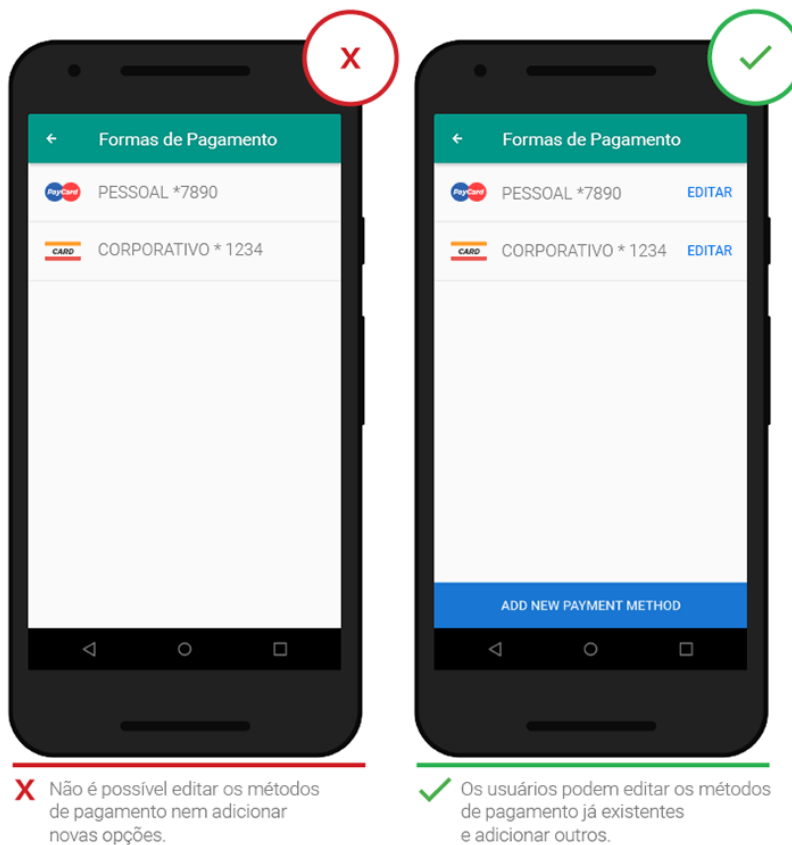 X
Formas de Pagamento
PayCard PESSOAL *7890
CARD CORPORATIVO * 1234
X Não é possível editar os métodos
de pagamento nem adicionar
novas opções.
Formas de Pagamento
PayCard PESSOAL *7890 EDITAR
CARD CORPORATIVO * 1234 EDITAR
ADD NEW PAYMENT METHOD
Os usuários podem editar os métodos
de pagamento já existentes
e adicionar outros.